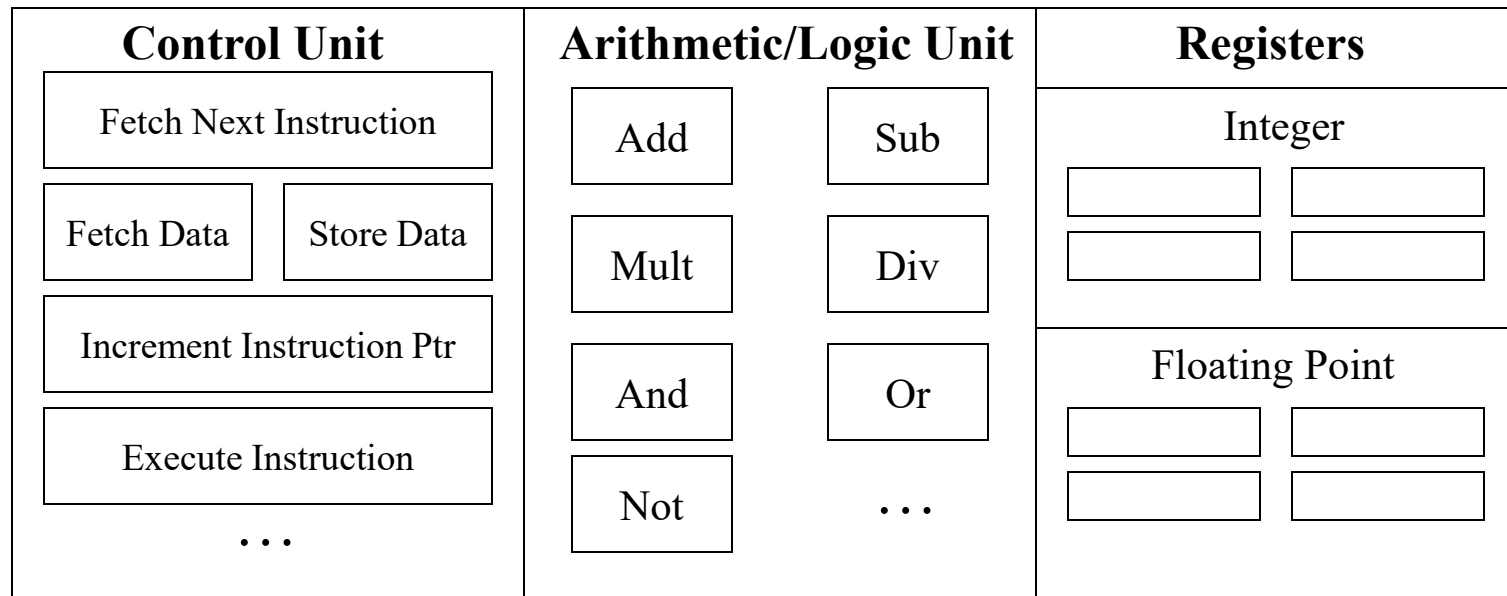 Control Unit
Fetch Next Instruction
Fetch Data
Store Data
Increment Instruction Ptr
Execute Instruction
…
Arithmetic/Logic Unit
Add
Sub
Mult
Div
And
Or
Not
…
Registers
Integer
Floating Point